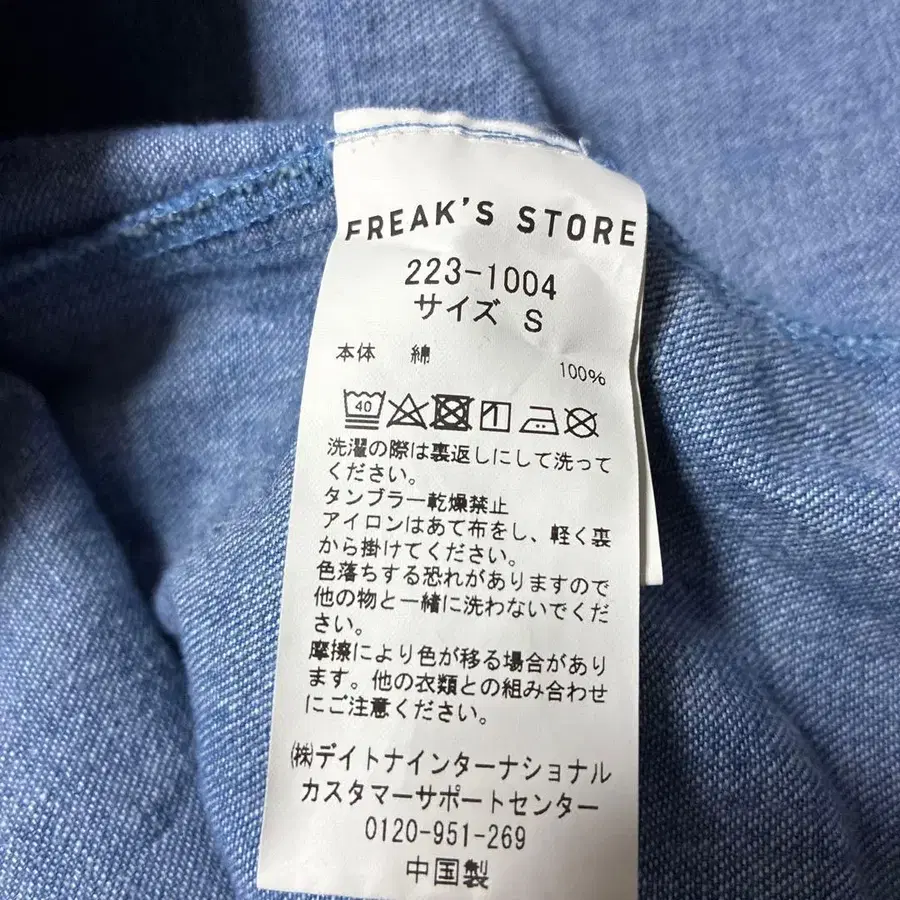 FREAK'S STORE
223-1004
サイズ S
本体 綿 100%
40
洗濯の際は裏返しにして洗って
ください。
タンブラー乾燥禁止
アイロンはあて布をし、軽く裏
から掛けてください。
色落ちする恐れがありますので
他の物と一緒に洗わないでくだ
さい。
摩擦により色が移る場合があり
ます。他の衣類との組み合わせ
にご注意ください。
㈱デイトナインターナショナル
カスタマーサポートセンター
0120-951-269
中国製